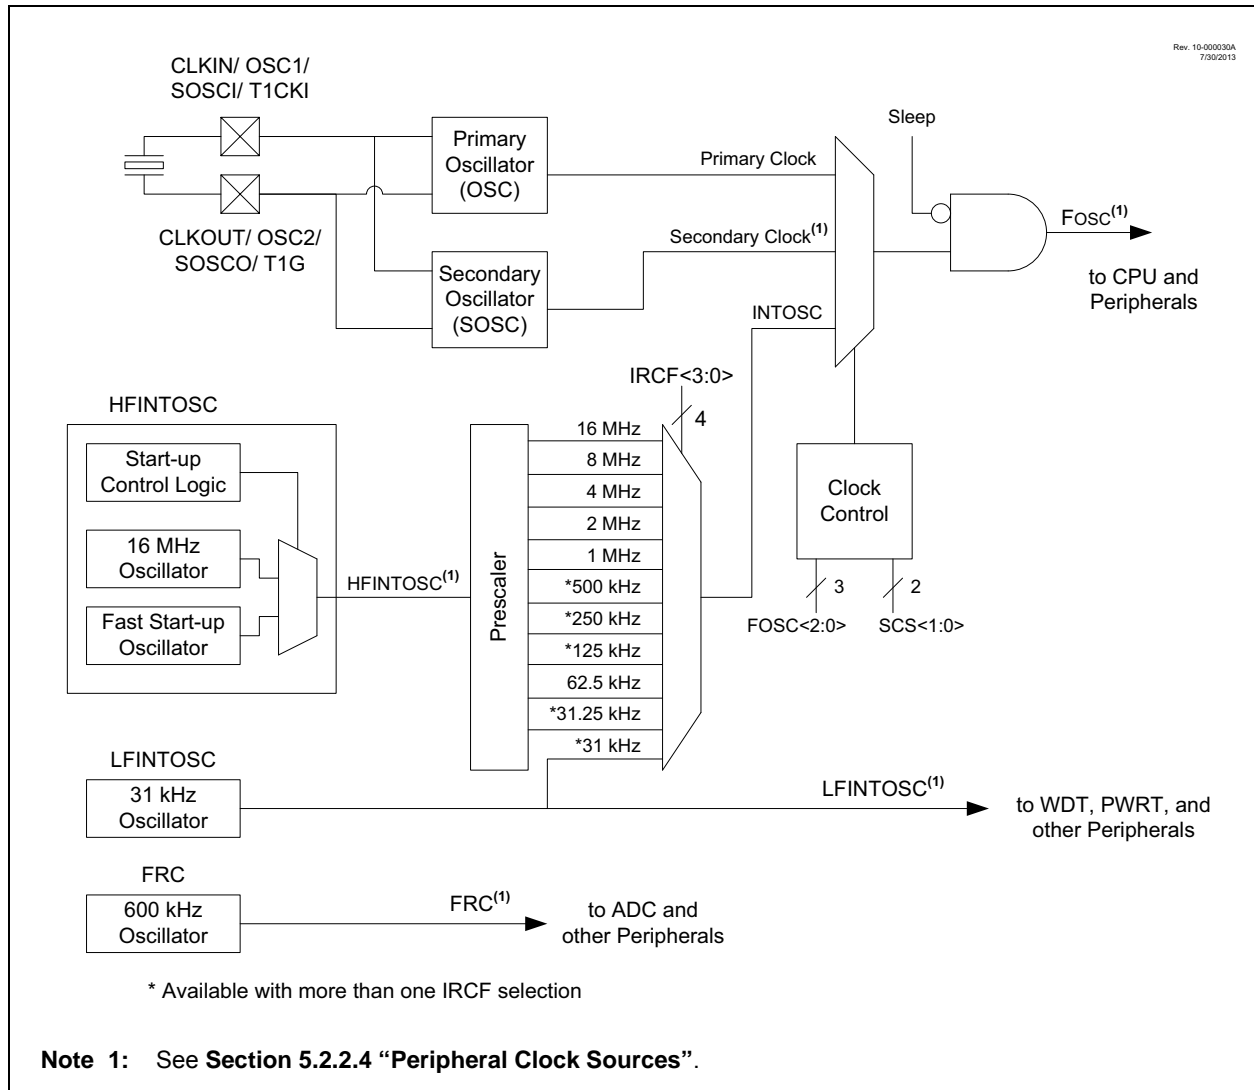 Rev. 10-000030A
7/30/2013
CLKIN/ OSC1/
SOSCI/ T1CKI
Sleep
Primary
Oscillator
(OSC)
Primary Clock
CLKOUT/ OSC2/
SOSCO/ T1G
Secondary Clock(1)
FOSC(1)
to CPU and
Peripherals
Secondary
Oscillator
(SOSC)
INTOSC
IRCF<3:0>
4
HFINTOSC
Start-up
Control Logic
16 MHz
Oscillator
Fast Start-up
Oscillator
HFINTOSC(1)
Prescaler
16 MHz
8 MHz
4 MHz
2 MHz
1 MHz
*500 kHz
*250 kHz
*125 kHz
62.5 kHz
*31.25 kHz
*31 kHz
Clock
Control
3
2
FOSC<2:0>
SCS<1:0>
LFINTOSC
31 kHz
Oscillator
LFINTOSC(1)
to WDT, PWRT, and
other Peripherals
FRC
600 kHz
Oscillator
FRC(1)
to ADC and
other Peripherals
* Available with more than one IRCF selection
Note 1: See Section 5.2.2.4 “Peripheral Clock Sources”.